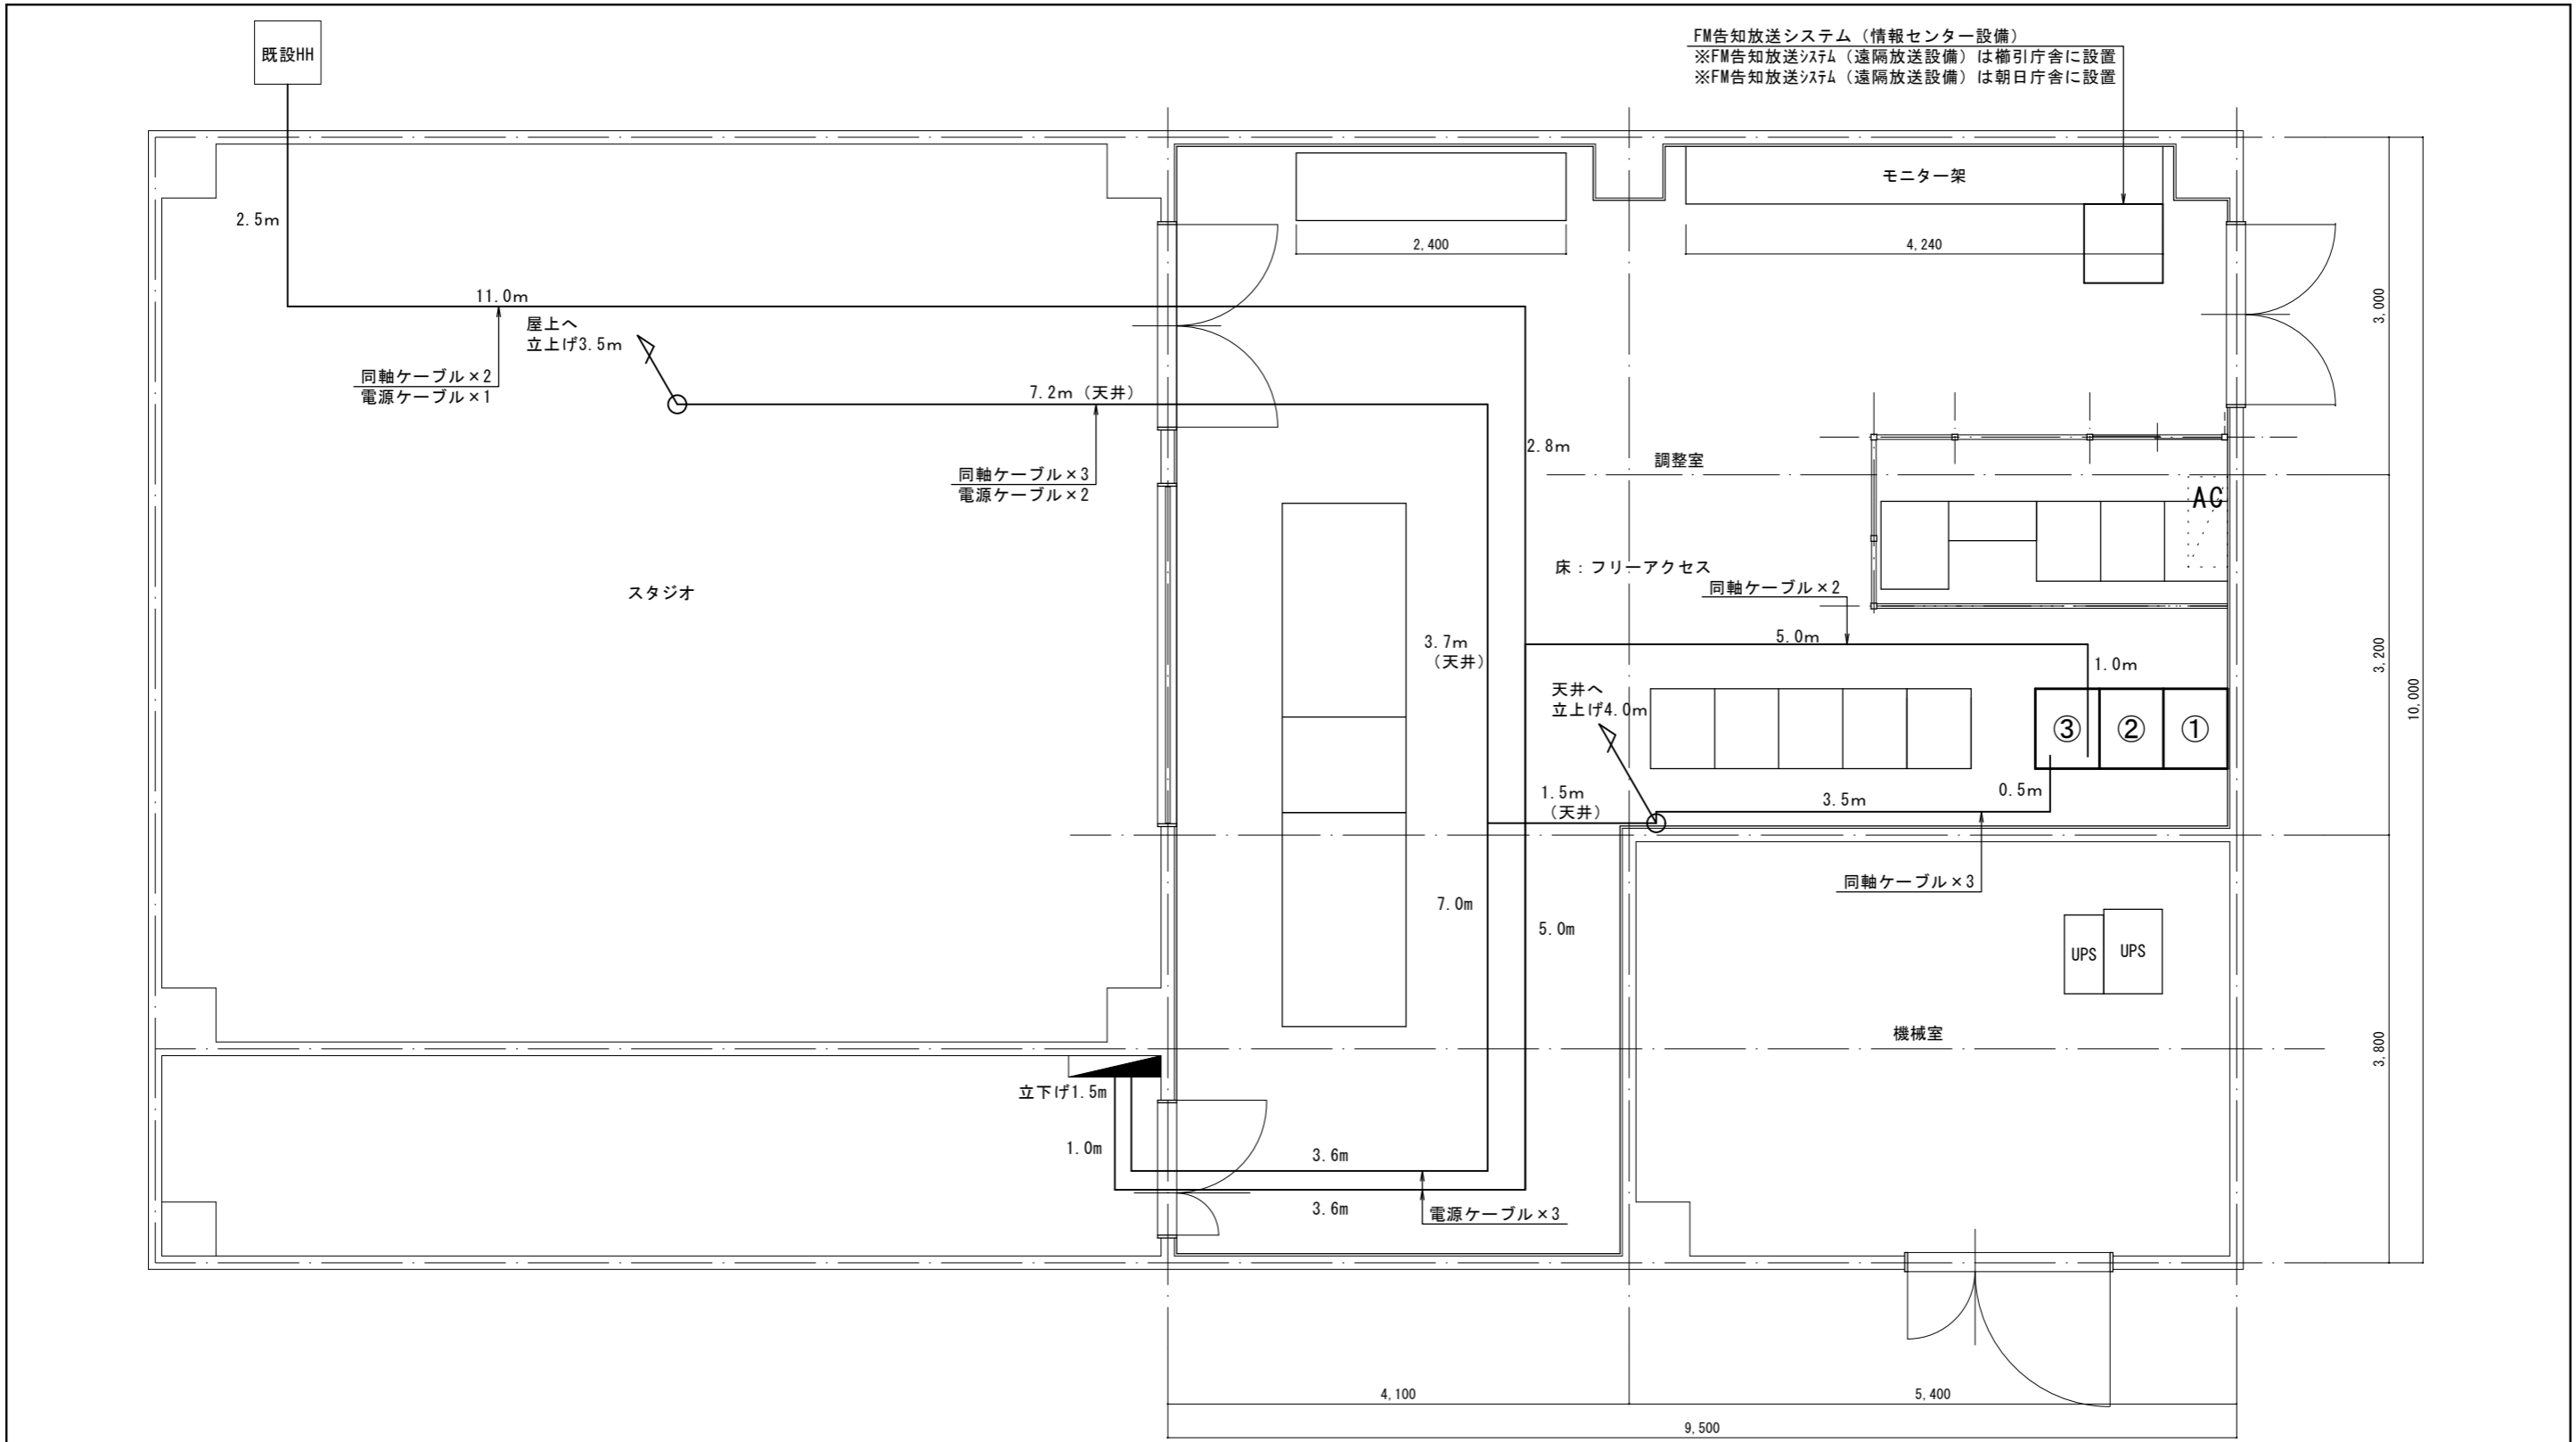 既設HH
FM告知放送システム（情報センター設備）
※FM告知放送ｼｽﾃﾑ（遠隔放送設備）は櫛引庁舎に設置
※FM告知放送ｼｽﾃﾑ（遠隔放送設備）は朝日庁舎に設置
モニター架
2.5m
2,400
4,240
11.0m
3,000
屋上へ
立上げ3.5m
同軸ケーブル×2
電源ケーブル×1
7.2m（天井）
2.8m
調整室
同軸ケーブル×3
電源ケーブル×2
AC
床：フリーアクセス
同軸ケーブル×2
スタジオ
3.7m
（天井）
5.0m
1.0m
3,200
10,000
天井へ
立上げ4.0m
③
②
①
1.5m
（天井）
0.5m
3.5m
同軸ケーブル×3
7.0m
5.0m
UPS
UPS
機械室
3,800
立下げ1.5m
1.0m
3.6m
3.6m
電源ケーブル×3
4,100
5,400
9,500